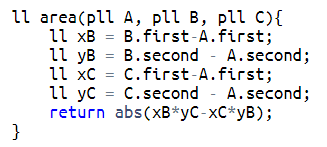 ll area(pll A, pll B, pll C){
    ll xB = B.first-A.first;
    ll yB = B.second - A.second;
    ll xC = C.first-A.first;
    ll yC = C.second - A.second;
    return abs(xB*yC-xC*yB);
}